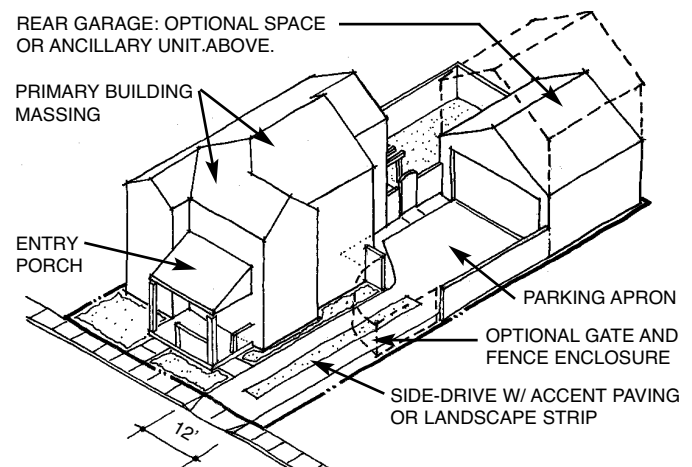 REAR GARAGE: OPTIONAL SPACE
OR ANCILLARY UNIT.ABOVE.
PRIMARY BUILDING
MASSING
ENTRY
PORCH
PARKING APRON
OPTIONAL GATE AND
FENCE ENCLOSURE
SIDE-DRIVE W/ ACCENT PAVING
OR LANDSCAPE STRIP
12'